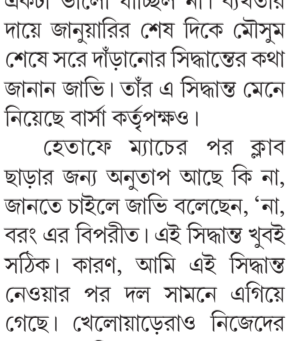 একটা ভালো যাচ্ছিল না। ব্যর্থতার
দায়ে জানুয়ারির শেষ দিকে মৌসুম
শেষে সরে দাঁড়ানোর সিদ্ধান্তের কথা
জানান জাভি। তাঁর এ সিদ্ধান্ত মেনে
নিয়েছে বার্সা কর্তৃপক্ষও।
হেতাফে ম্যাচের পর ক্লাব
ছাড়ার জন্য অনুতাপ আছে কি না,
জানতে চাইলে জাভি বলেছেন, ‘না,
বরং এর বিপরীত। এই সিদ্ধান্ত খুবই
সঠিক। কারণ, আমি এই সিদ্ধান্ত
নেওয়ার পর দল সামনে এগিয়ে
গেছে। খেলোয়াড়েরাও নিজেদের